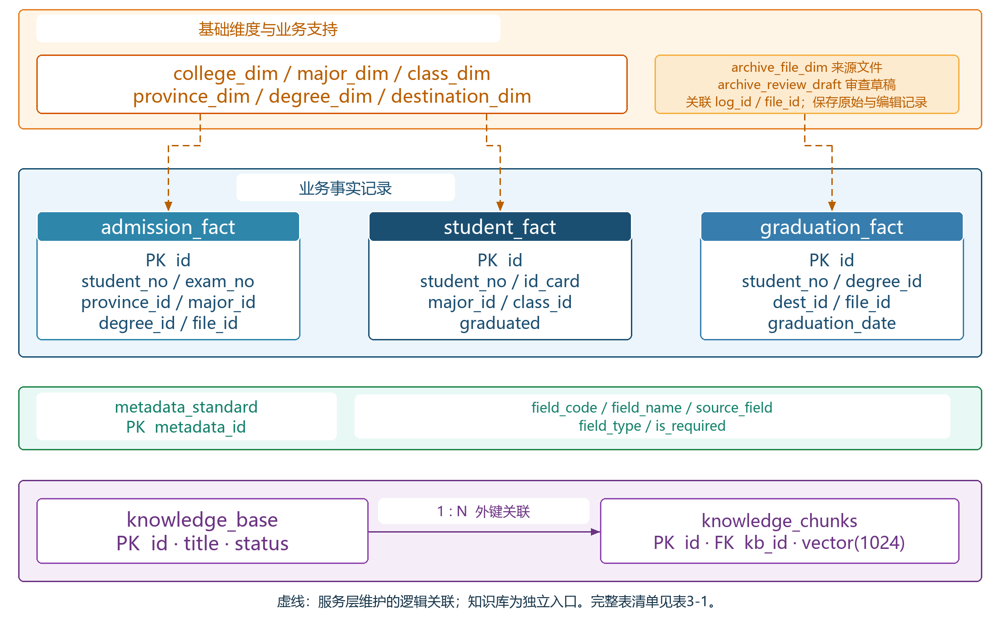 基础维度与业务支持
college_dim / major_dim / class_dim
province_dim / degree_dim / destination_dim
archive_file_dim 来源文件
archive_review_draft 审查草稿
关联 log_id / file_id；保存原始与编辑记录
业务事实记录
admission_fact
PK  id
student_no / exam_no
province_id / major_id
degree_id / file_id
student_fact
PK  id
student_no / id_card
major_id / class_id
graduated
graduation_fact
PK  id
student_no / degree_id
dest_id / file_id
graduation_date
metadata_standard
PK  metadata_id
field_code / field_name / source_field
field_type / is_required
knowledge_base
PK  id · title · status
1 : N  外键关联
knowledge_chunks
PK  id · FK  kb_id · vector(1024)
虚线：服务层维护的逻辑关联；知识库为独立入口。完整表清单见表3-1。